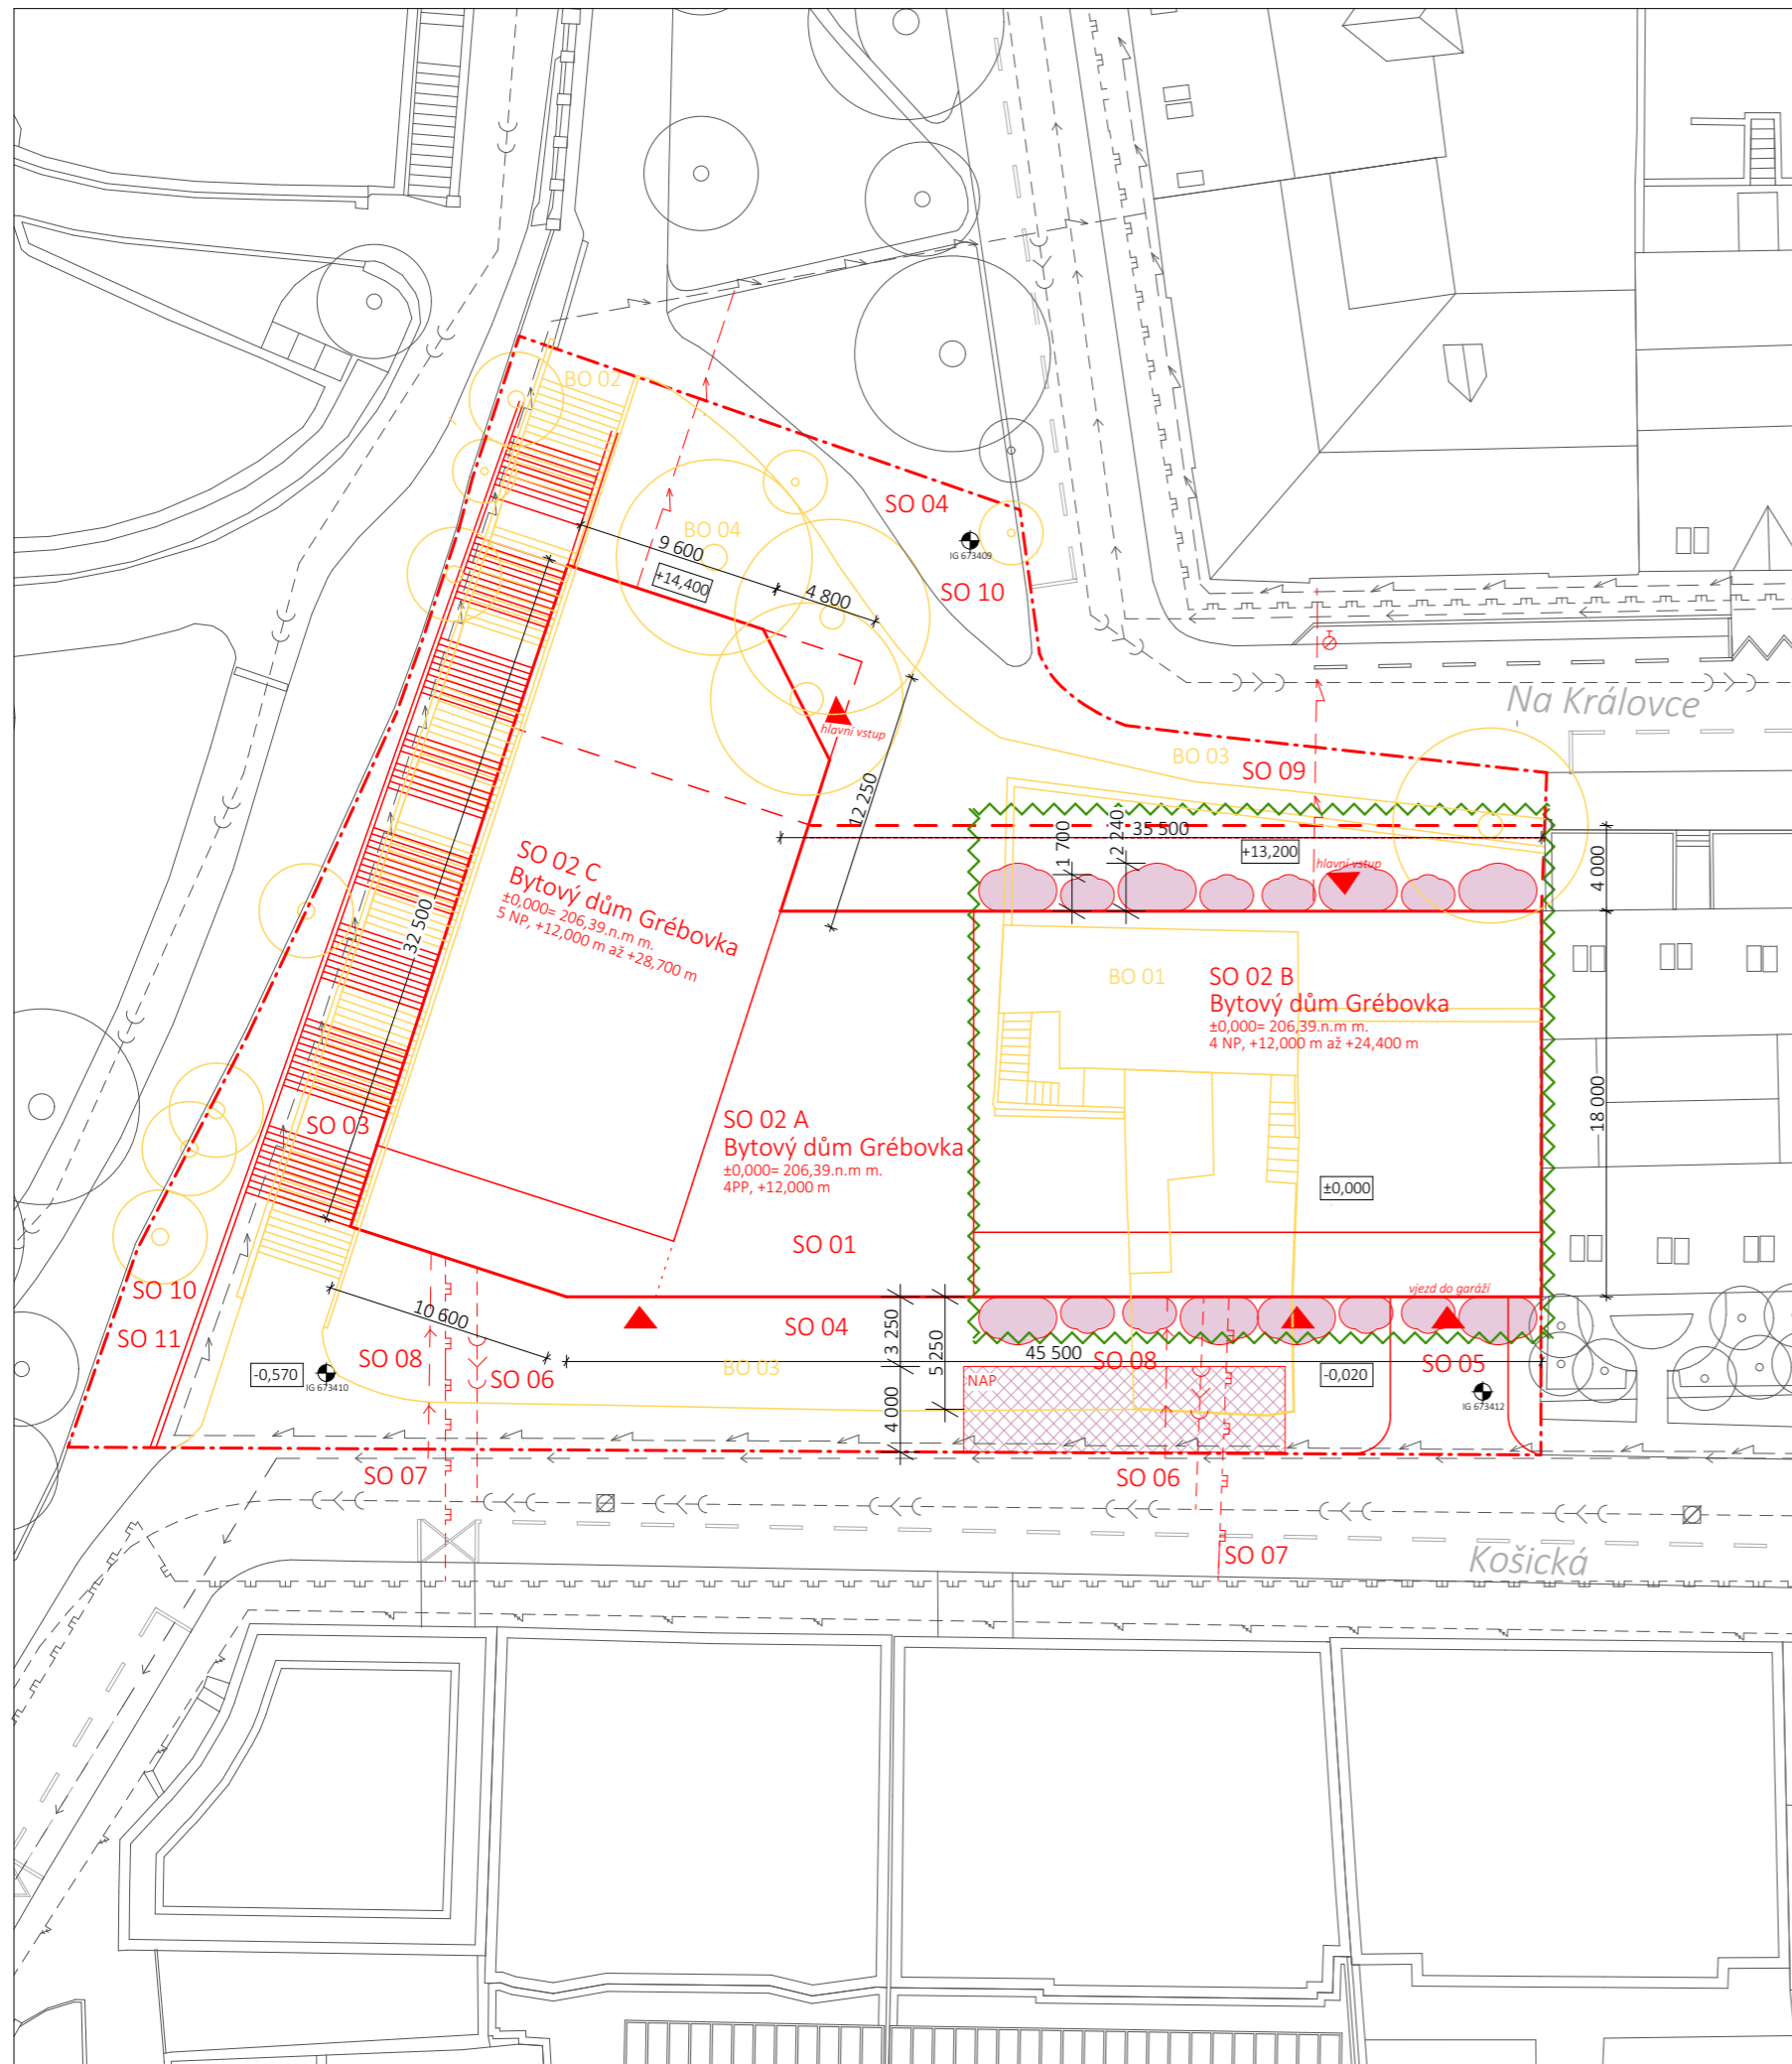 BO 02
SO 04
BO 04
9 600
IG 673409
+14,400
4 800
SO 10
Na Královce
hlavní vstup
BO 03
SO 09
12 250
1 700
2 240
35 500
+13,200
hlavní vstup
4 000
SO 02 C
Bytový dům Grébovka
±0,000= 206,39.n.m m.
5 NP, +12,000 m až +28,700 m
32 500
BO 01
SO 02 B
Bytový dům Grébovka
±0,000= 206,39.n.m m.
4 NP, +12,000 m až +24,400 m
18 000
SO 03
SO 02 A
Bytový dům Grébovka
±0,000= 206,39.n.m m.
4PP, +12,000 m
±0,000
SO 01
SO 10
vjezd do garáží
10 600
SO 11
SO 04
3 250
5 250
SO 08
45 500
SO 08
SO 05
-0,570
IG 673410
SO 06
BO 03
NAP
-0,020
IG 673412
4 000
SO 07
SO 06
SO 07
Košická